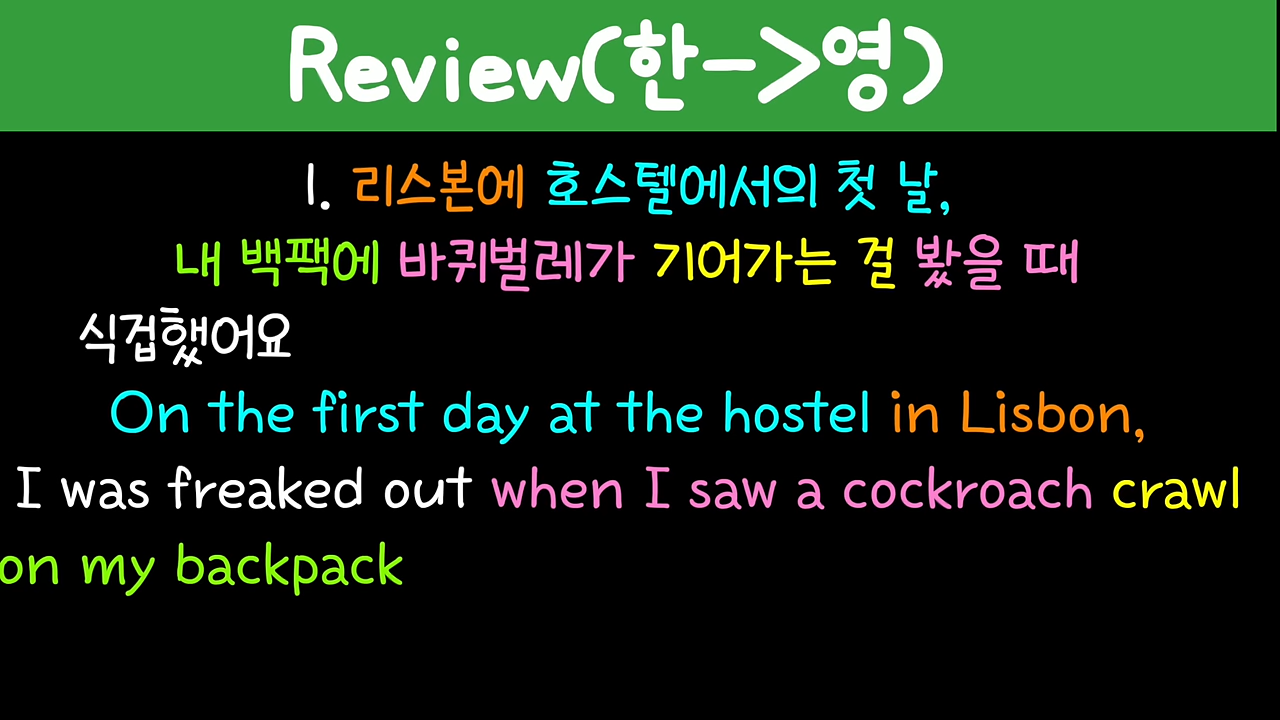 Review(한->영)
1. 리스본에 호스텔에서의 첫 날,
내 백팩에 바퀴벌레가 기어가는 걸 봤을 때
식겁했어요
On the first day at the hostel in Lisbon,
I was freaked out when I saw a cockroach crawl
on my backpack